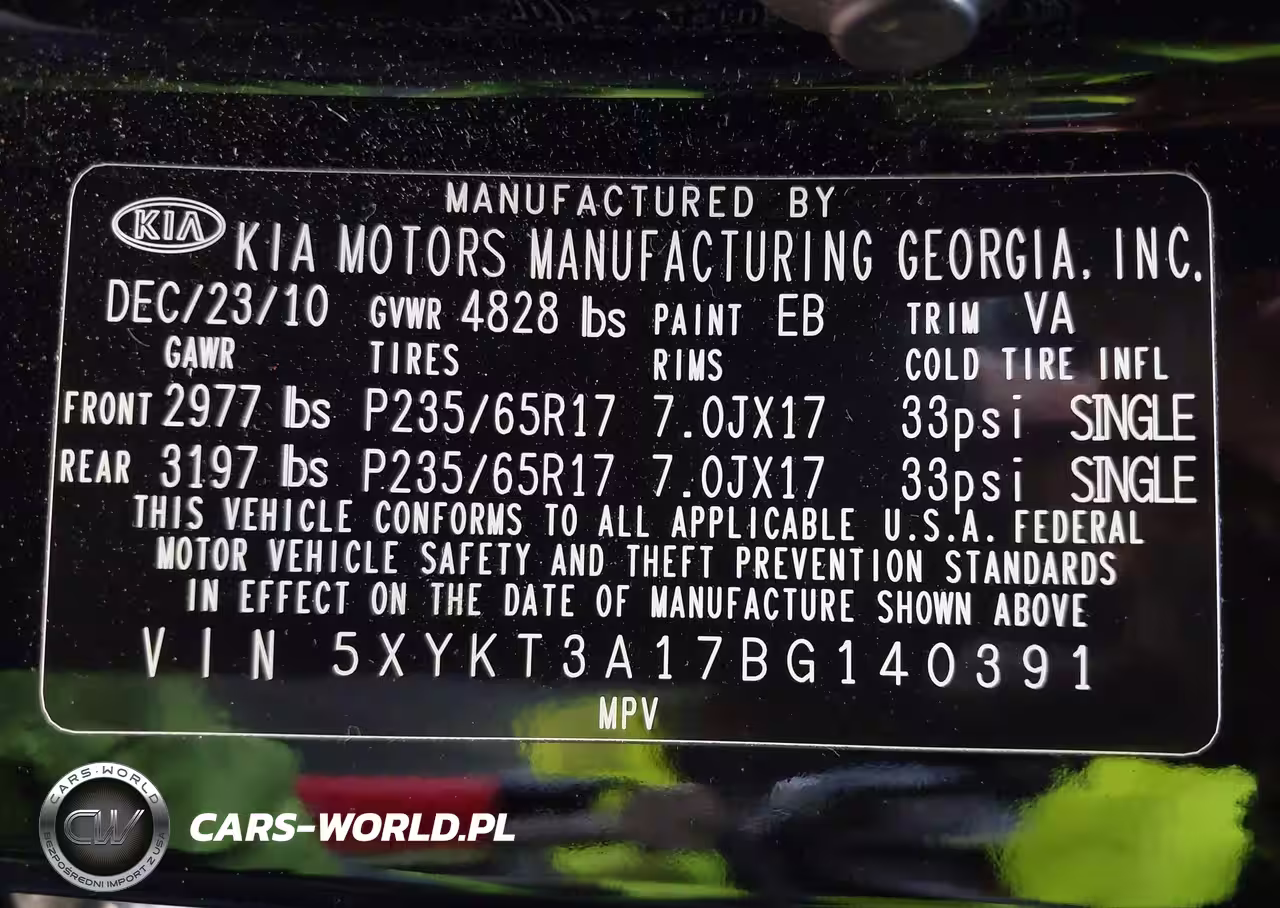 MANUFACTURED BY
KIA KIA MOTORS MANUFACTURING GEORGIA, INC.
DEC/23/10 GVWR 4828 lbs PAINT EB TRIM VA
GAWR TIRES RIMS COLD TIRE INFL
FRONT 2977 lbs P235/65R17 7.0JX17 33psi SINGLE
REAR 3197 lbs P235/65R17 7.0JX17 33psi SINGLE
THIS VEHICLE CONFORMS TO ALL APPLICABLE U.S.A. FEDERAL
MOTOR VEHICLE SAFETY AND THEFT PREVENTION STANDARDS
IN EFFECT ON THE DATE OF MANUFACTURE SHOWN ABOVE
VIN 5XYKT3A17BG140391
MPV
CARS-WORLD
CW
BEZPOŚREDNI IMPORT Z USA
CARS-WORLD.PL